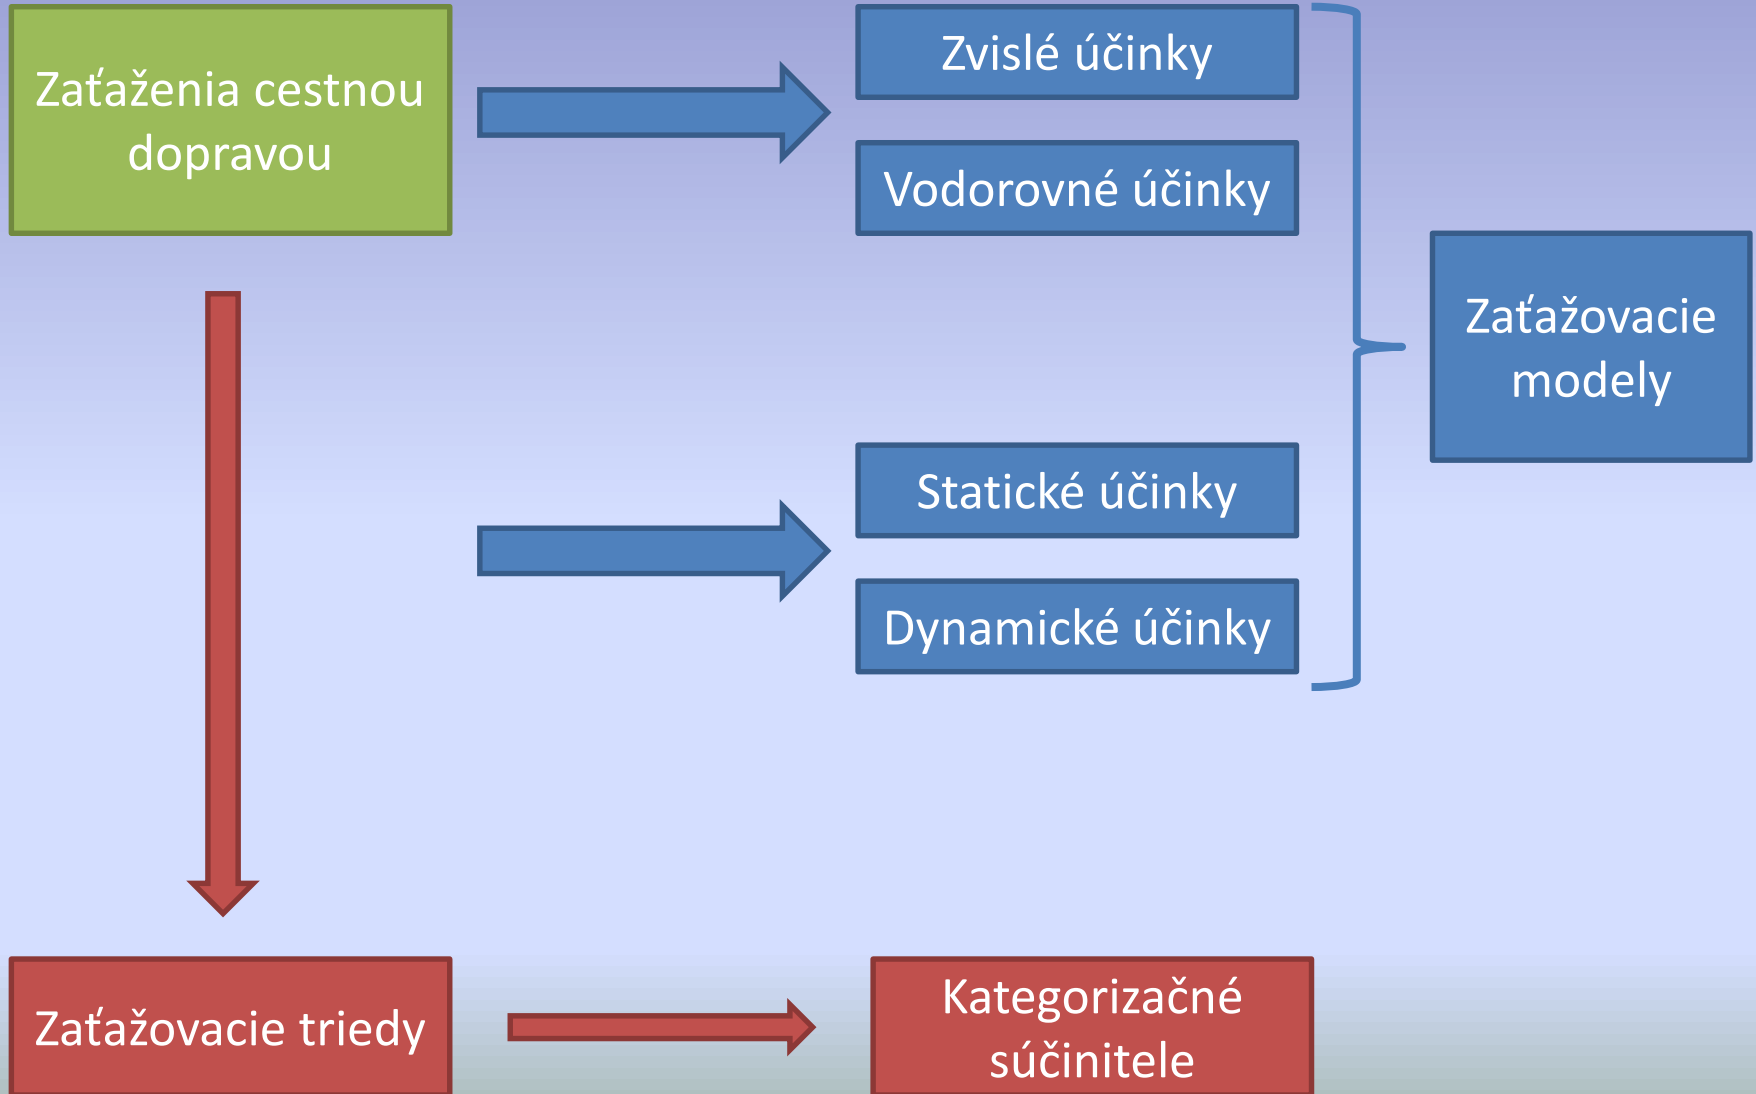 Zaťaženia cestnou
dopravou
Zvislé účinky
Vodorovné účinky
Zaťažovacie
modely
Statické účinky
Dynamické účinky
Zaťažovacie triedy
Kategorizačné
súčinitele